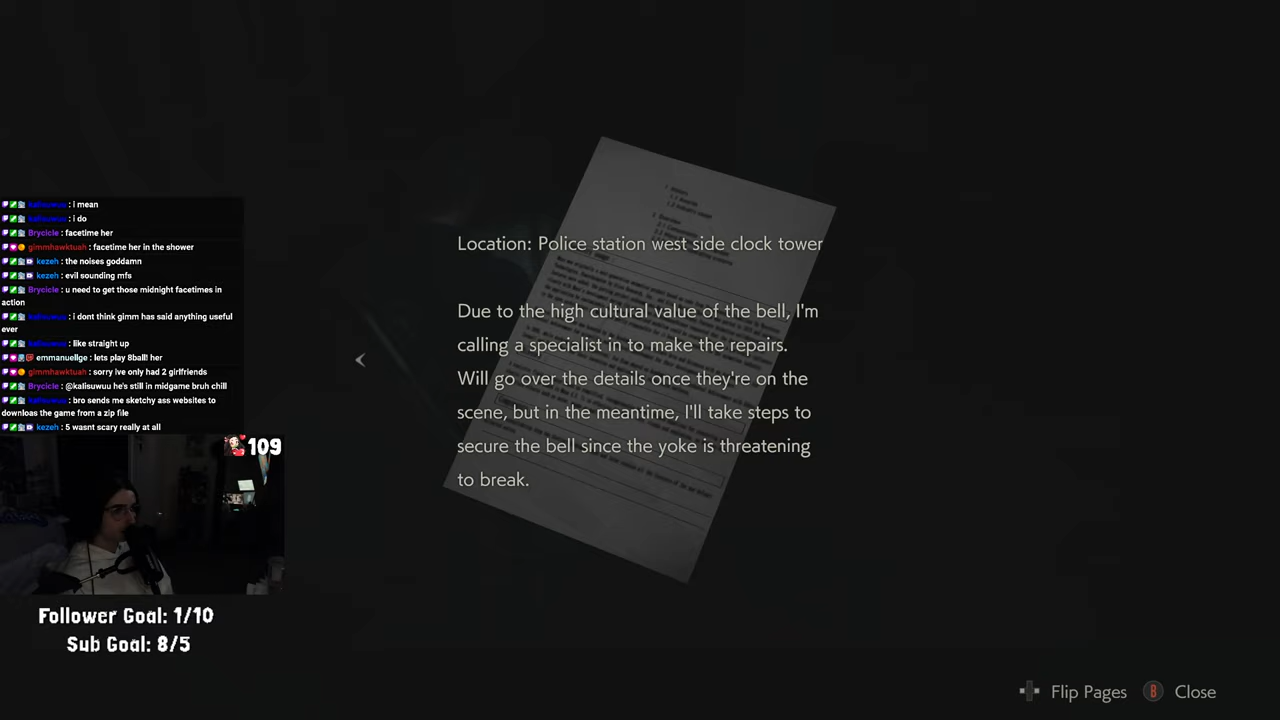 kalisuwuu : i mean
kalisuwuu : i do
Brycicle : facetime her
gimmhawktuah : facetime her in the shower
kezeh : the noises goddamn
kezeh : evil sounding mfs
Brycicle : u need to get those midnight facetimes in
action
kalisuwuu : i dont think gimm has said anything useful
ever
kalisuwuu : like straight up
emmanuellge : lets play 8ball! her
gimmhawktuah : sorry ive only had 2 girlfriends
Brycicle : @kalisuwuu he's still in midgame bruh chill
kalisuwuu : bro sends me sketchy ass websites to
downloas the game from a zip file
kezeh : 5 wasnt scary really at all
109
Follower Goal: 1/10
Sub Goal: 8/5
Location: Police station west side clock tower
Due to the high cultural value of the bell, I'm
calling a specialist in to make the repairs.
Will go over the details once they're on the
scene, but in the meantime, I'll take steps to
secure the bell since the yoke is threatening
to break.
Flip Pages B Close